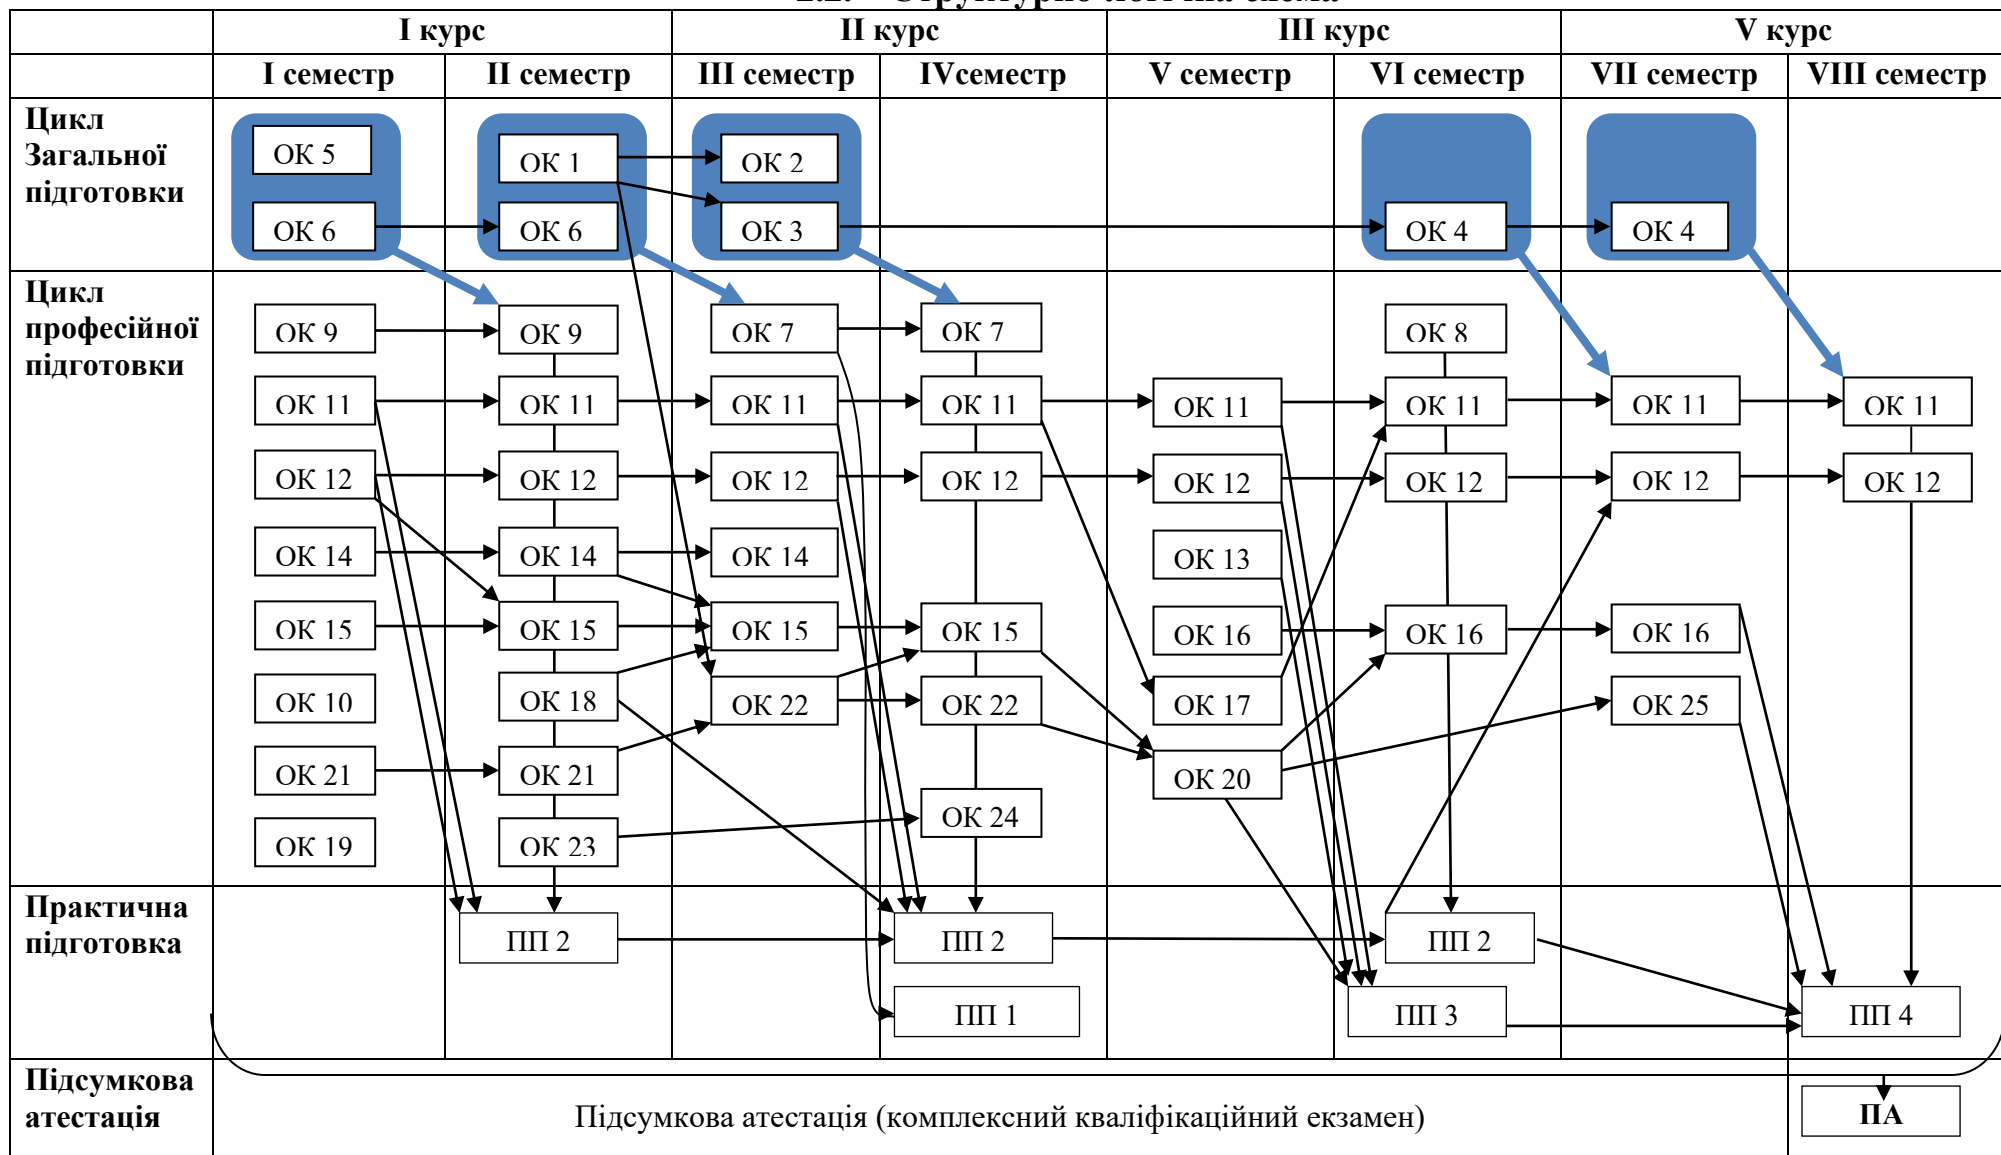 2.2. Структурно-логічна схема
I курс II курс III курс V курс
I семестр II семестр III семестр IVсеместр V семестр VI семестр VII семестр VIII семестр
Цикл
Загальної
підготовки
ОК 5 ОК 1 ОК 2
ОК 6 ОК 6 ОК 3 ОК 4 ОК 4
Цикл
професійної
підготовки
ОК 9 ОК 9 ОК 7 ОК 7 ОК 8
ОК 11 ОК 11 ОК 11 ОК 11 ОК 11 ОК 11 ОК 11 ОК 11
ОК 12 ОК 12 ОК 12 ОК 12 ОК 12 ОК 12 ОК 12 ОК 12
ОК 14 ОК 14 ОК 14 ОК 13
ОК 15 ОК 15 ОК 15 ОК 15 ОК 16 ОК 16 ОК 16
ОК 10 ОК 18 ОК 22 ОК 22 ОК 17 ОК 25
ОК 21 ОК 21 ОК 20
ОК 19 ОК 23 ОК 24
Практична
підготовка
ПП 2 ПП 2 ПП 2
ПП 1 ПП 3 ПП 4
Підсумкова
атестація
Підсумкова атестація (комплексний кваліфікаційний екзамен)
ПА